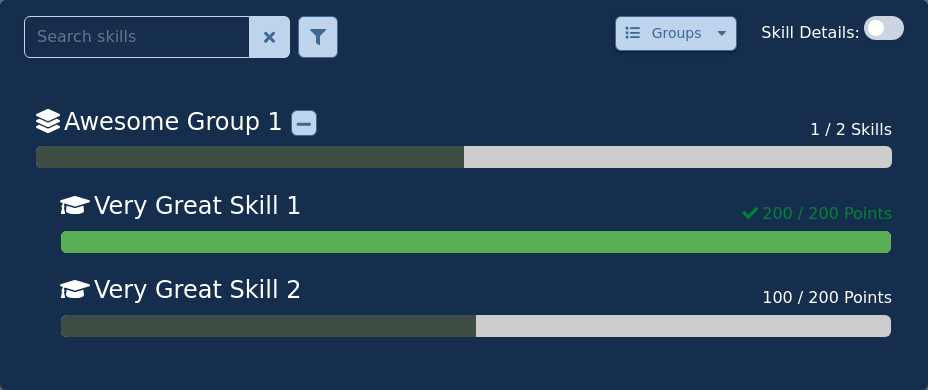 Search skills
Groups
Skill Details:
Awesome Group 1
1 / 2 Skills
Very Great Skill 1
200 / 200 Points
Very Great Skill 2
100 / 200 Points